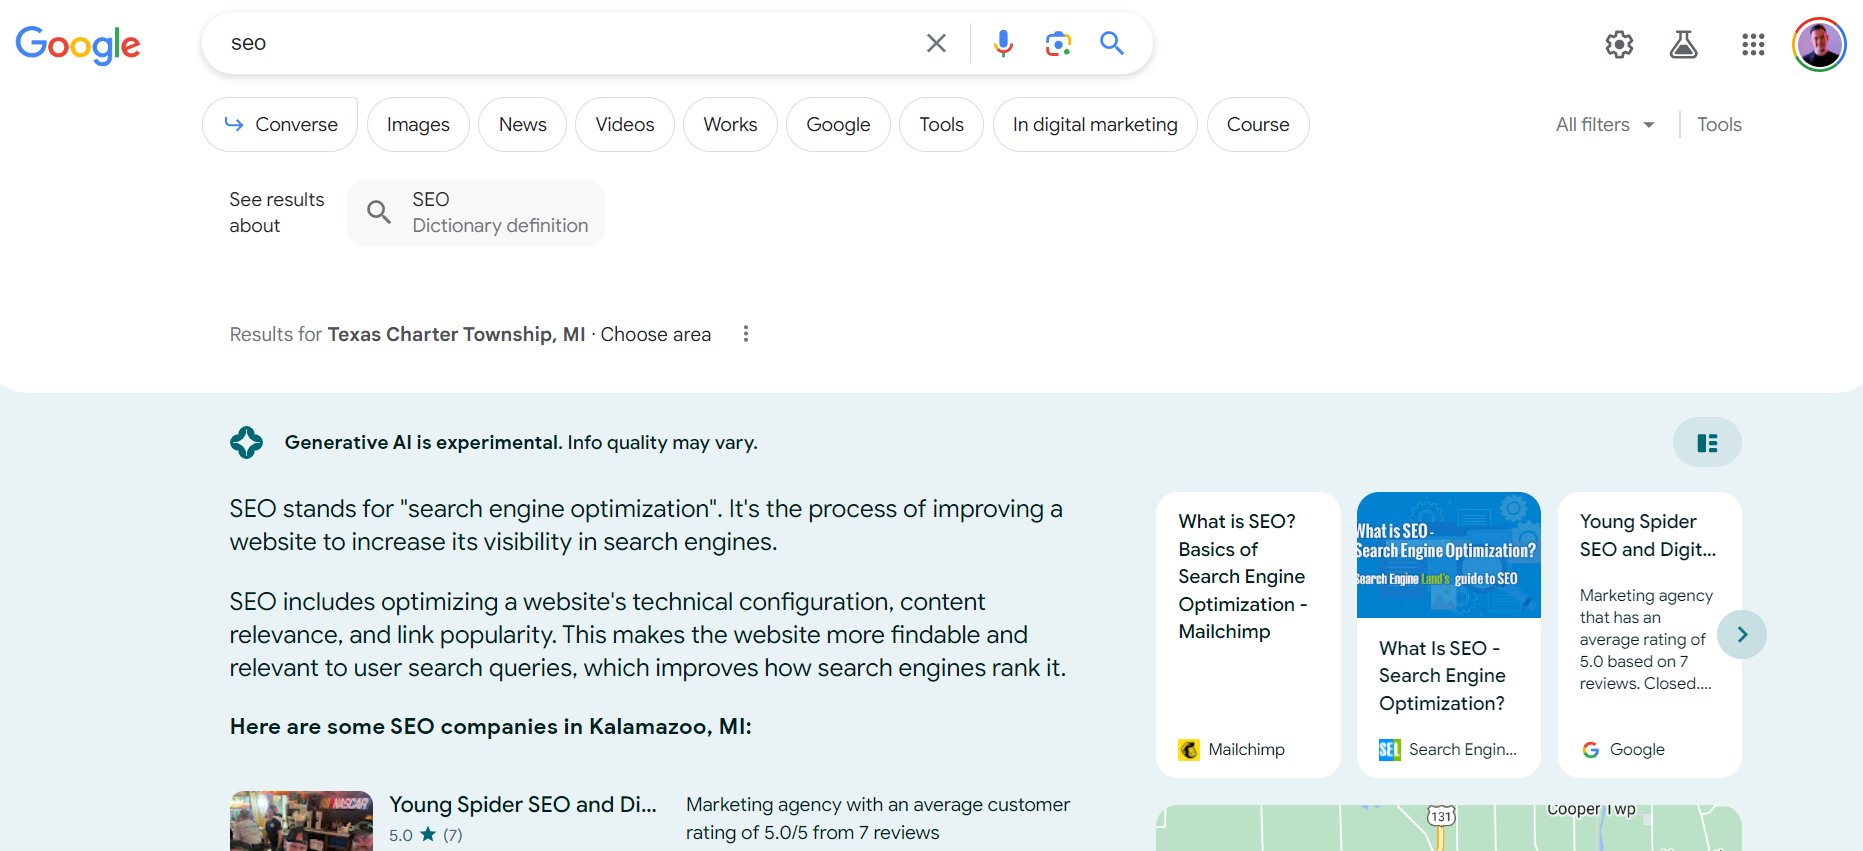 Google
seo
Converse
Images
News
Videos
Works
Google
Tools
In digital marketing
Course
All filters
Tools
See results
about
SEO
Dictionary definition
Results for Texas Charter Township, MI · Choose area
Generative AI is experimental. Info quality may vary.
SEO stands for "search engine optimization". It's the process of improving a
website to increase its visibility in search engines.
SEO includes optimizing a website's technical configuration, content
relevance, and link popularity. This makes the website more findable and
relevant to user search queries, which improves how search engines rank it.
Here are some SEO companies in Kalamazoo, MI:
NASCAR
Young Spider SEO and Di...
5.0 ★ (7)
Marketing agency with an average customer
rating of 5.0/5 from 7 reviews
What is SEO?
Basics of
Search Engine
Optimization -
Mailchimp
Mailchimp
What is SEO-
Search Engine Optimization?
Search Engine Land's guide to SEO
What Is SEO -
Search Engine
Optimization?
SEL Search Engin...
Young Spider
SEO and Digit...
Marketing agency
that has an
average rating of
5.0 based on 7
reviews. Closed....
G Google
131
Cooper Twp